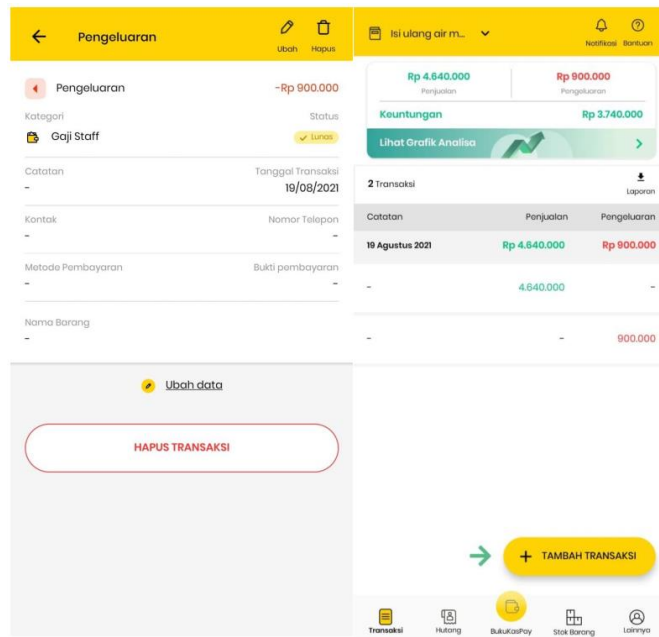 Pengeluaran
Ubah
Hapus
Pengeluaran
-Rp 900.000
Kategori
Status
Gaji Staff
Lunas
Catatan
Tanggal Transaksi
-
19/08/2021
Kontak
Nomor Telepon
-
-
Metode Pembayaran
Bukti pembayaran
-
-
Nama Barang
-
Ubah data
HAPUS TRANSAKSI
Isi ulang air m...
Notifikasi
Bantuan
Rp 4.640.000
Rp 900.000
Penjualan
Pengeluaran
Keuntungan
Rp 3.740.000
Lihat Grafik Analisa
2 Transaksi
Laporan
Catatan
Penjualan
Pengeluaran
19 Agustus 2021
Rp 4.640.000
Rp 900.000
-
4.640.000
-
-
-
900.000
+ TAMBAH TRANSAKSI
Transaksi
Hutang
BukuKasPay
Stok Barang
Lainnya